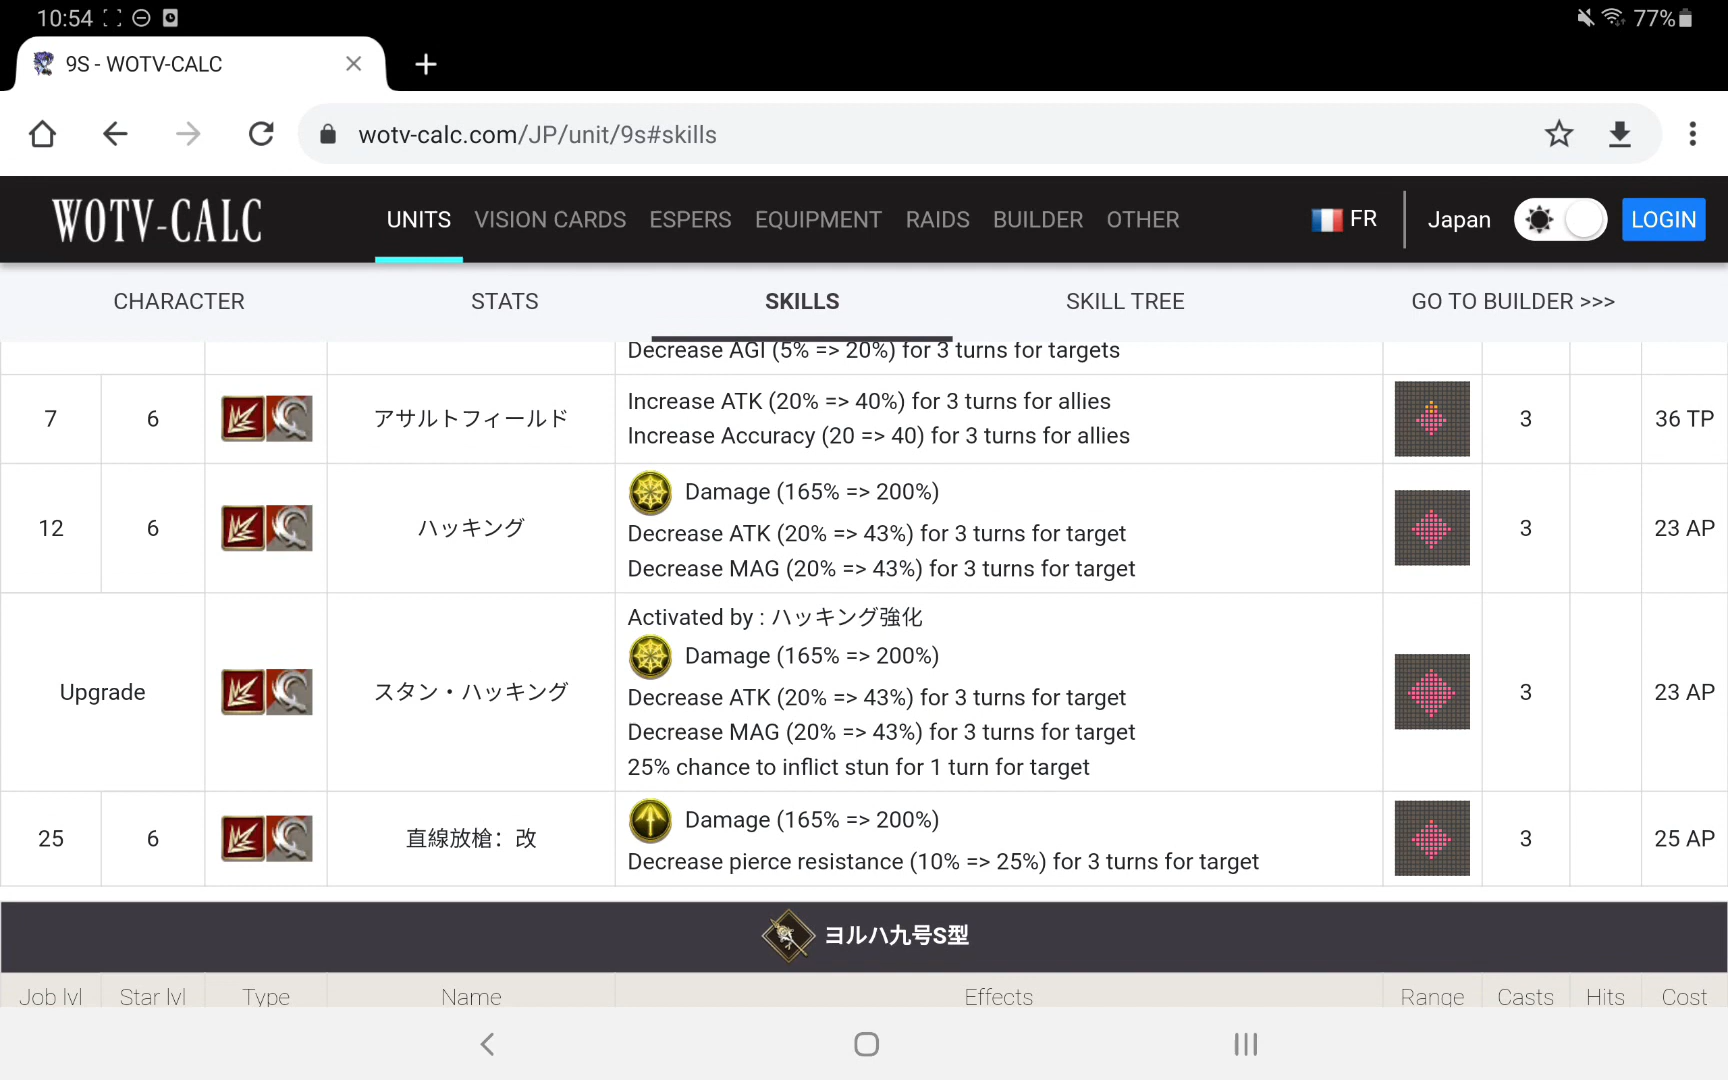 10:54
77%
9S - WOTV-CALC
wotv-calc.com/JP/unit/9s#skills
WOTV-CALC
UNITS VISION CARDS ESPERS EQUIPMENT RAIDS BUILDER OTHER FR Japan LOGIN
CHARACTER STATS SKILLS SKILL TREE GO TO BUILDER >>>
Decrease AGI (5% => 20%) for 3 turns for targets
7 6 アサルトフィールド
Increase ATK (20% => 40%) for 3 turns for allies
Increase Accuracy (20 => 40) for 3 turns for allies
3 36 TP
12 6 ハッキング
Damage (165% => 200%)
Decrease ATK (20% => 43%) for 3 turns for target
Decrease MAG (20% => 43%) for 3 turns for target
3 23 AP
Upgrade スタン・ハッキング
Activated by : ハッキング強化
Damage (165% => 200%)
Decrease ATK (20% => 43%) for 3 turns for target
Decrease MAG (20% => 43%) for 3 turns for target
25% chance to inflict stun for 1 turn for target
3 23 AP
25 6 直線放槍：改
Damage (165% => 200%)
Decrease pierce resistance (10% => 25%) for 3 turns for target
3 25 AP
ヨルハ九号S型
Job lvl Star lvl Type Name Effects Range Casts Hits Cost